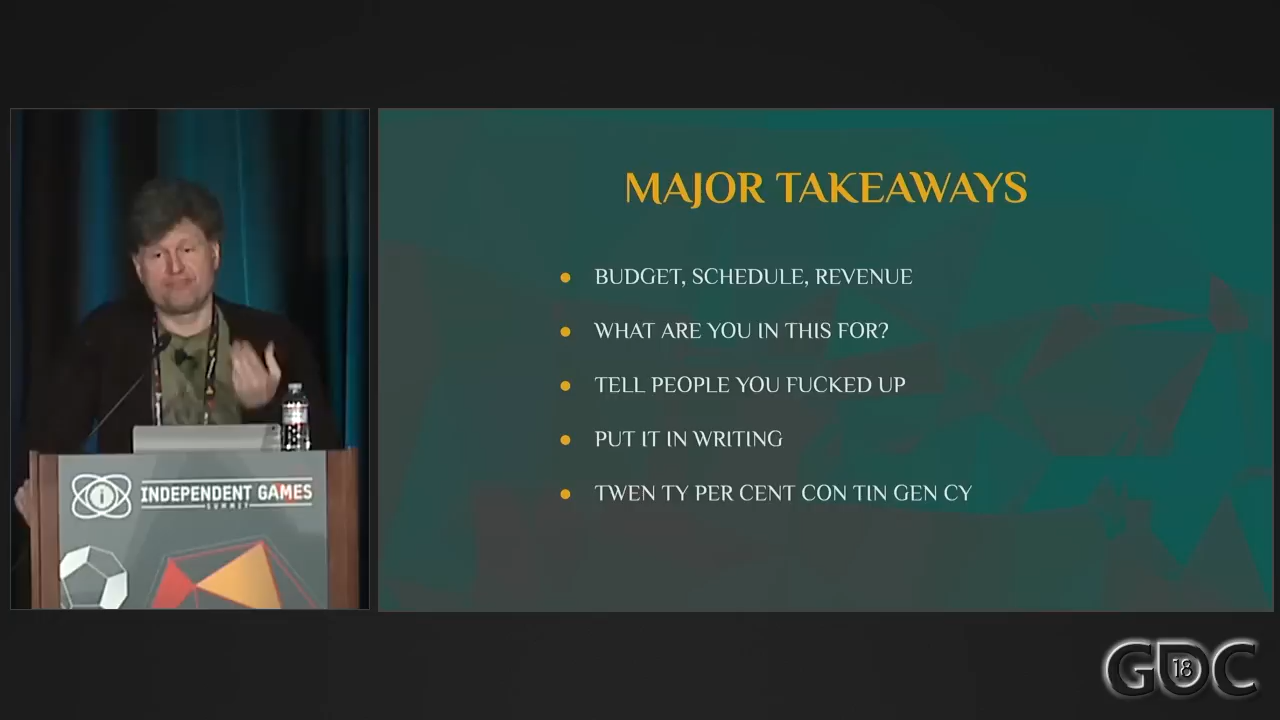 MAJOR TAKEAWAYS
BUDGET, SCHEDULE, REVENUE
WHAT ARE YOU IN THIS FOR?
TELL PEOPLE YOU FUCKED UP
PUT IT IN WRITING
TWEN TY PER CENT CON TIN GEN CY
i
INDEPENDENT GAMES
SUMMIT
GDC
18